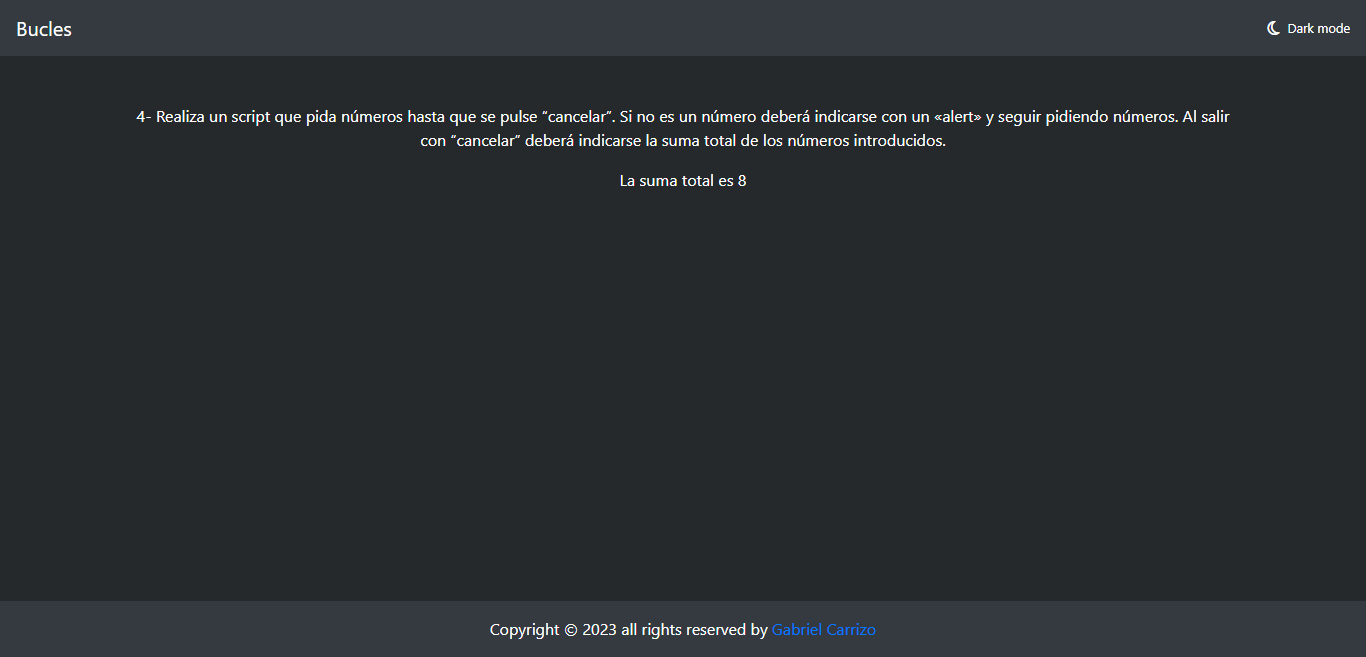 Bucles
Dark mode
4- Realiza un script que pida números hasta que se pulse “cancelar”. Si no es un número deberá indicarse con un «alert» y seguir pidiendo números. Al salir
con “cancelar” deberá indicarse la suma total de los números introducidos.
La suma total es 8
Copyright © 2023 all rights reserved by Gabriel Carrizo